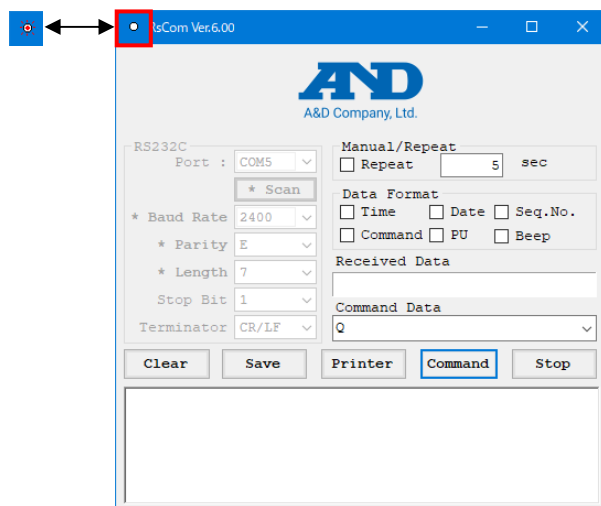 RsCom Ver.6.00
AND
A&D Company, Ltd.
RS232C
Port : COM5
* Scan
* Baud Rate 2400
* Parity E
* Length 7
Stop Bit 1
Terminator CR/LF
Manual/Repeat
Repeat 5 sec
Data Format
Time Date Seq.No.
Command PU Beep
Received Data
Command Data
Q
Clear Save Printer Command Stop